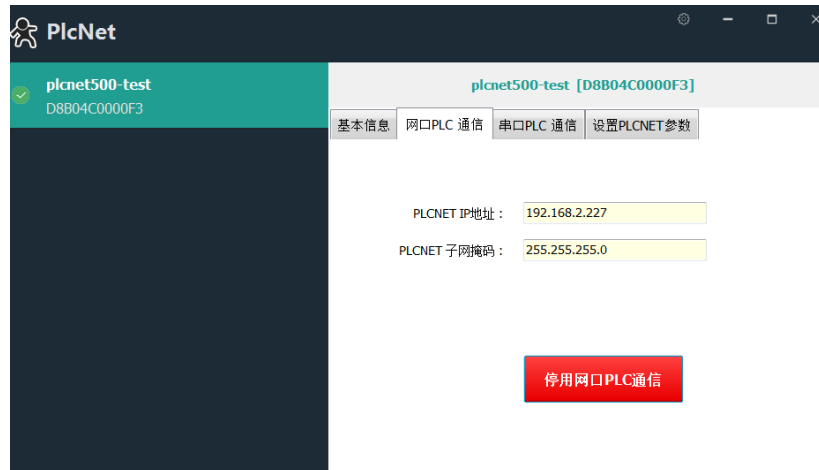 PlcNet
plcnet500-test
D8B04C0000F3
plcnet500-test [D8B04C0000F3]
基本信息 网口PLC 通信 串口PLC 通信 设置PLCNET参数
PLCNET IP地址： 192.168.2.227
PLCNET 子网掩码： 255.255.255.0
停用网口PLC通信